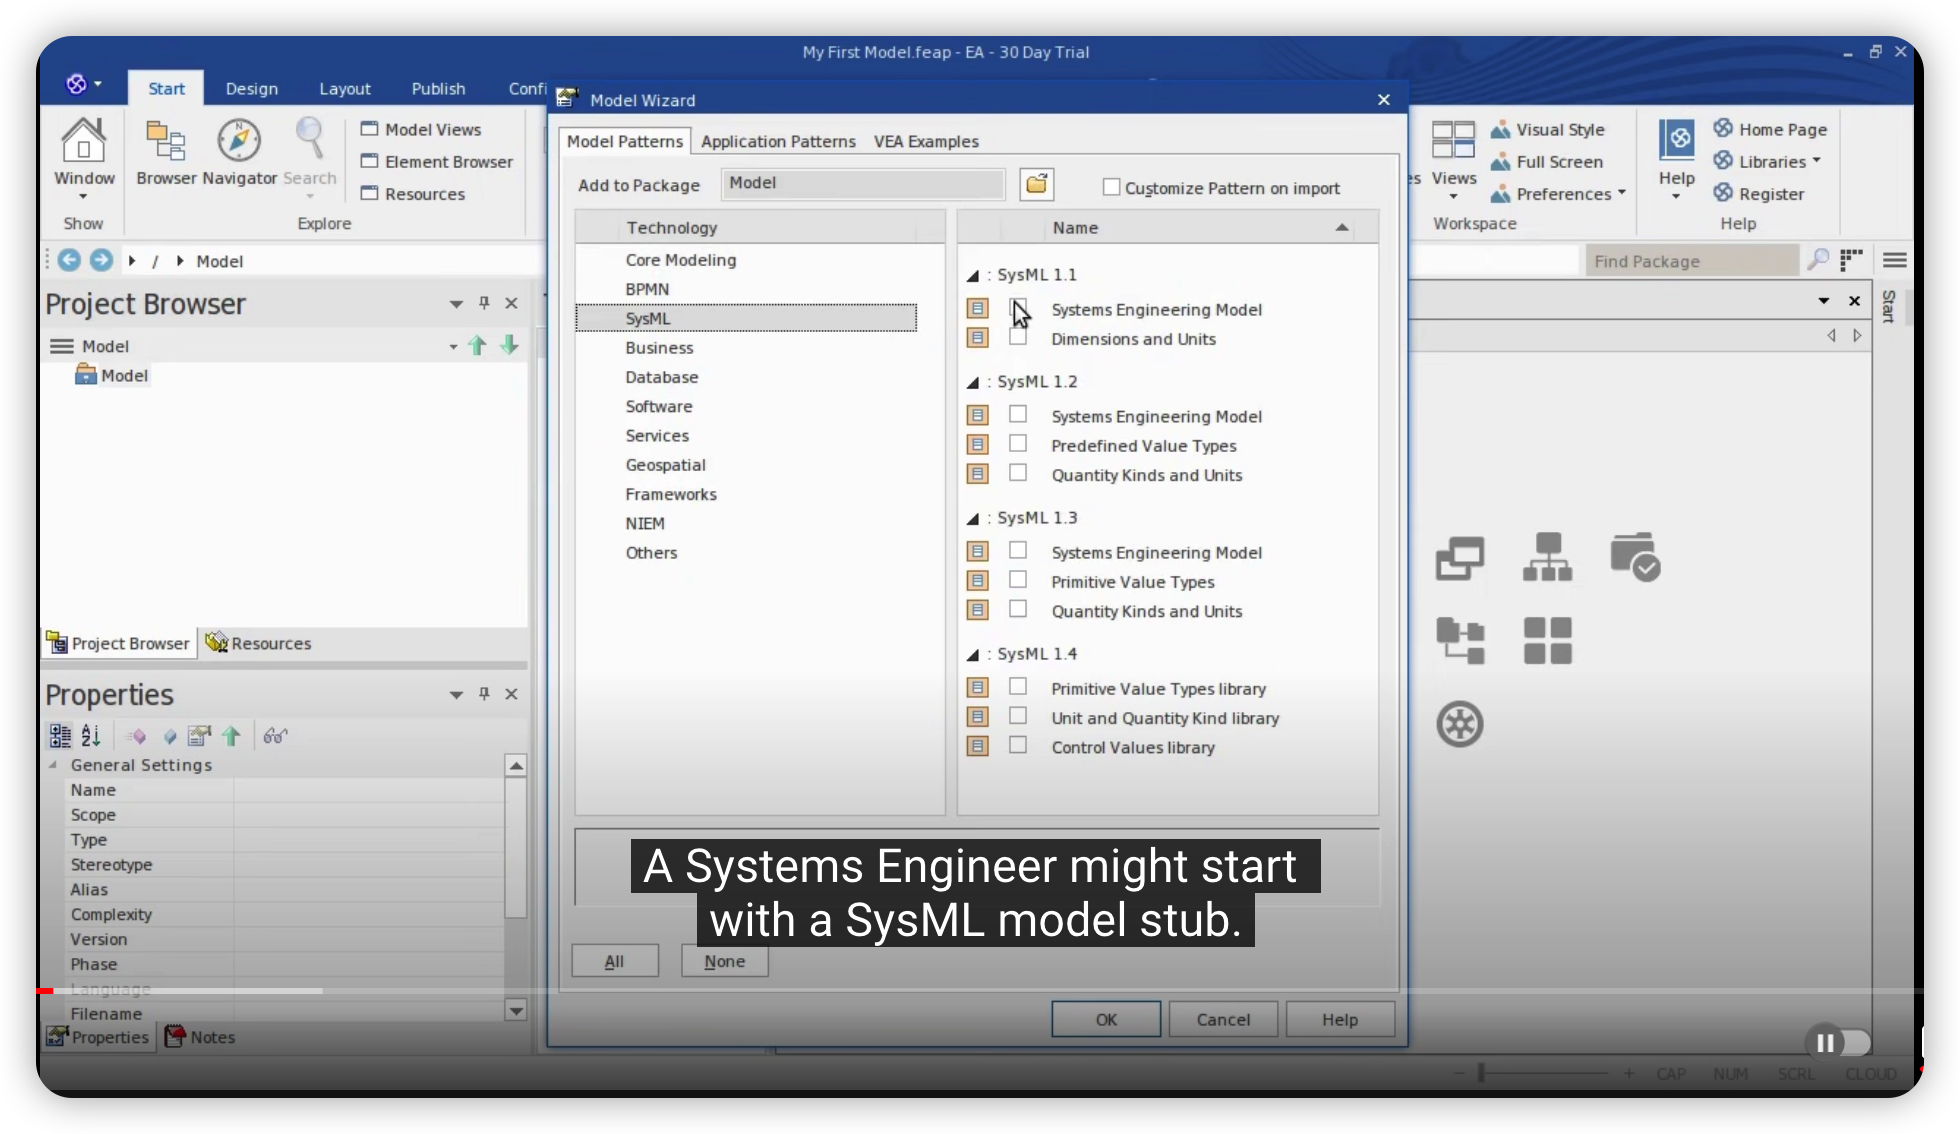 My First Model.feap - EA - 30 Day Trial
Start
Design
Layout
Publish
Confi
Window
Show
Browser
Navigator
Search
Model Views
Element Browser
Resources
Explore
es
Views
Visual Style
Full Screen
Preferences
Workspace
Help
Home Page
Libraries
Register
Help
/
Model
Find Package
Project Browser
Model
Model
Project Browser
Resources
Properties
General Settings
Name
Scope
Type
Stereotype
Alias
Complexity
Version
Phase
Language
Filename
Properties
Notes
Model Wizard
Model Patterns
Application Patterns
VEA Examples
Add to Package
Model
Customize Pattern on import
Technology
Core Modeling
BPMN
SysML
Business
Database
Software
Services
Geospatial
Frameworks
NIEM
Others
Name
: SysML 1.1
Systems Engineering Model
Dimensions and Units
: SysML 1.2
Systems Engineering Model
Predefined Value Types
Quantity Kinds and Units
: SysML 1.3
Systems Engineering Model
Primitive Value Types
Quantity Kinds and Units
: SysML 1.4
Primitive Value Types library
Unit and Quantity Kind library
Control Values library
A Systems Engineer might start
with a SysML model stub.
All
None
OK
Cancel
Help
Start
CAP
NUM
SCRL
CLOUD